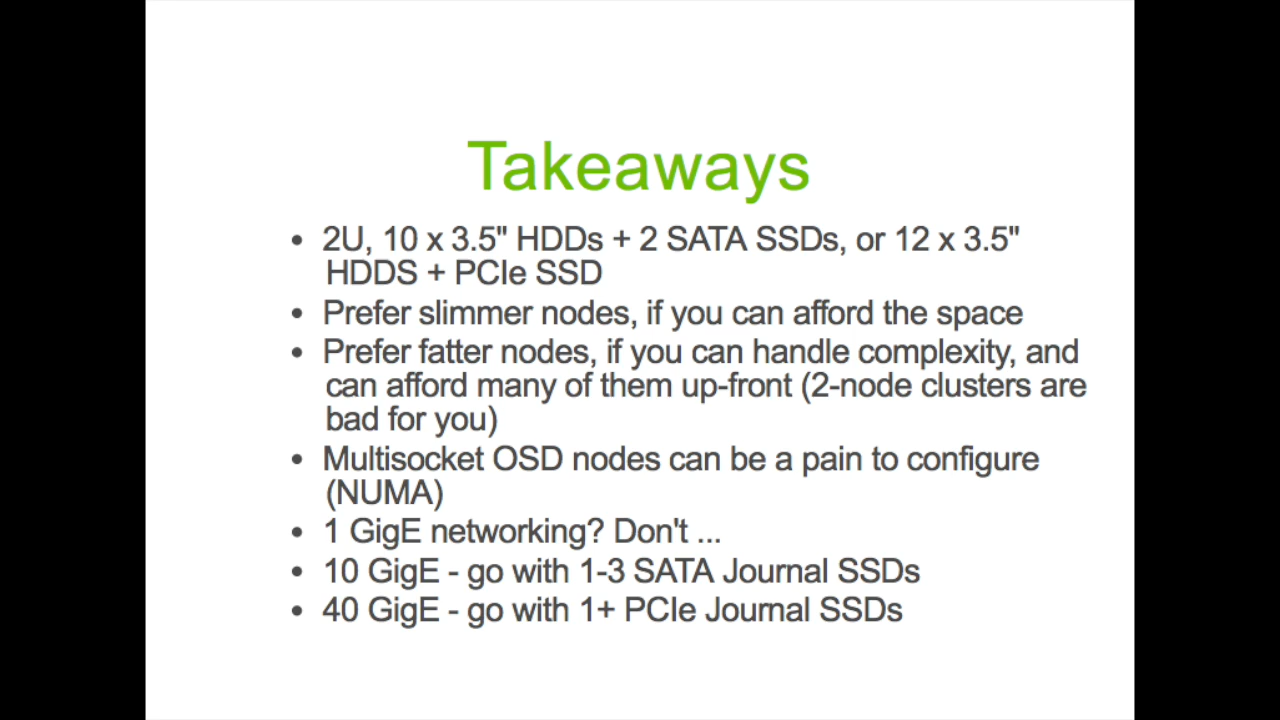 Takeaways
• 2U, 10 x 3.5" HDDs + 2 SATA SSDs, or 12 x 3.5"
HDDS + PCIe SSD
• Prefer slimmer nodes, if you can afford the space
• Prefer fatter nodes, if you can handle complexity, and
can afford many of them up-front (2-node clusters are
bad for you)
• Multisocket OSD nodes can be a pain to configure
(NUMA)
• 1 GigE networking? Don't ...
• 10 GigE - go with 1-3 SATA Journal SSDs
• 40 GigE - go with 1+ PCIe Journal SSDs